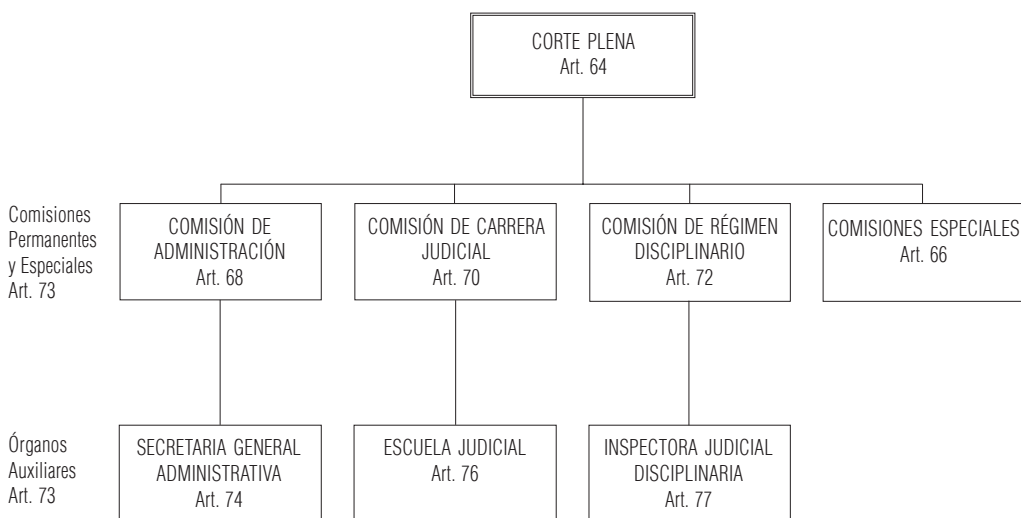 CORTE PLENA
Art. 64
Comisiones
Permanentes
y Especiales
Art. 73
COMISIÓN DE
ADMINISTRACIÓN
Art. 68
COMISIÓN DE CARRERA
JUDICIAL
Art. 70
COMISIÓN DE RÉGIMEN
DISCIPLINARIO
Art. 72
COMISIONES ESPECIALES
Art. 66
Órganos
Auxiliares
Art. 73
SECRETARIA GENERAL
ADMINISTRATIVA
Art. 74
ESCUELA JUDICIAL
Art. 76
INSPECTORA JUDICIAL
DISCIPLINARIA
Art. 77